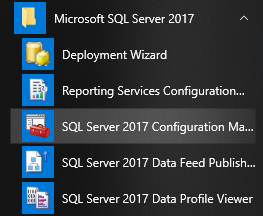 Microsoft SQL Server 2017
Deployment Wizard
Reporting Services Configuration...
SQL Server 2017 Configuration Ma...
SQL Server 2017 Data Feed Publish...
SQL Server 2017 Data Profile Viewer